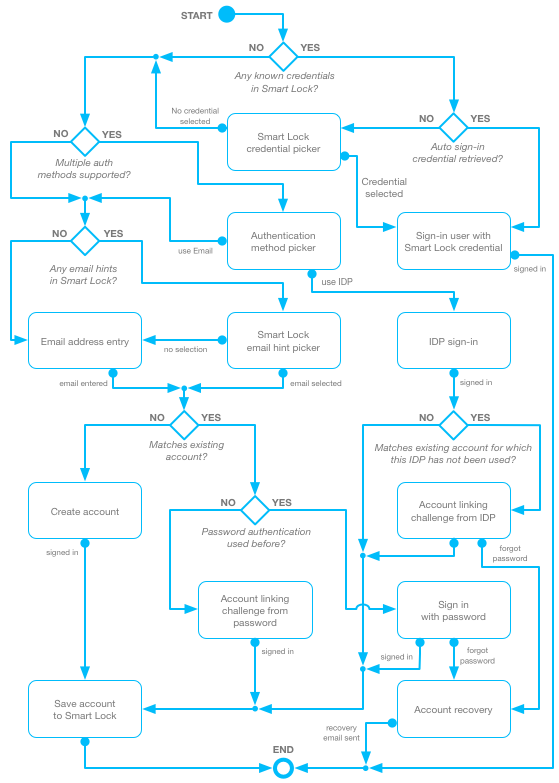 START
NO
YES
Any known credentials
in Smart Lock?
No credential
selected
Smart Lock
credential picker
NO
YES
Auto sign-in
credential retrieved?
NO
YES
Multiple auth
methods supported?
Credential
selected
Authentication
method picker
Sign-in user with
Smart Lock credential
use Email
signed in
NO
YES
Any email hints
in Smart Lock?
use IDP
Email address entry
no selection
Smart Lock
email hint picker
IDP sign-in
email entered
email selected
signed in
NO
YES
Matches existing
account?
NO
YES
Matches existing account for which
this IDP has not been used?
Create account
NO
YES
Password authentication
used before?
Account linking
challenge from IDP
signed in
forgot
password
Account linking
challenge from
password
Sign in
with password
signed in
signed in
forgot
password
Save account
to Smart Lock
Account recovery
recovery
email sent
END